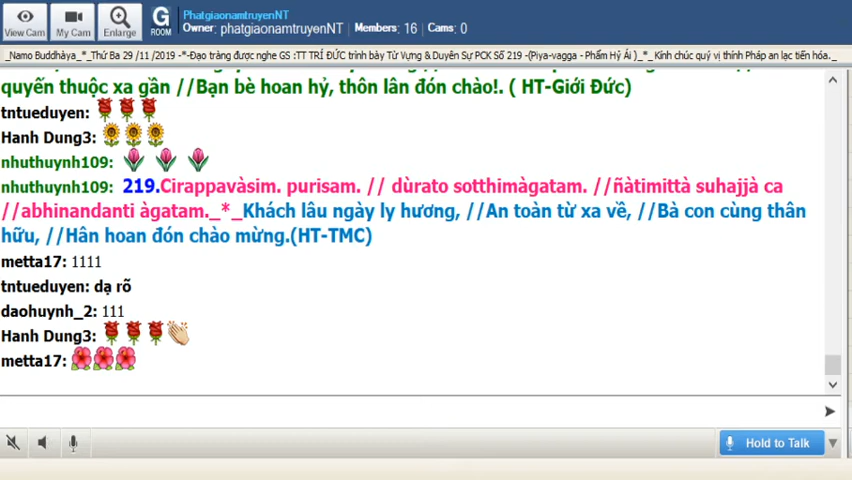 View Cam
My Cam
Enlarge
G
ROOM
PhatgiaonamtruyenNT
Owner: phatgiaonamtruyenNT Members: 16 Cams: 0
_Namo Buddhàya_*_Thứ Ba 29 /11 /2019 -*-Đạo tràng được nghe GS :TT TRÍ ĐỨC trình bày Từ Vựng & Duyên Sự PCK Số 219 -(Piya-vagga - Phẩm Hỷ Ái )_*_ Kính chúc quý vị thính Pháp an lạc tiến hóa._
quyến thuộc xa gần //Bạn bè hoan hỷ, thôn lân đón chào!. ( HT-Giới Đức)
tntueduyen:
Hanh Dung3:
nhuthuynh109:
nhuthuynh109: 219.Cirappavàsim. purisam. // dùrato sotthimàgatam. //ñàtimittà suhajjà ca
//abhinandanti àgatam._*_Khách lâu ngày ly hương, //An toàn từ xa về, //Bà con cùng thân
hữu, //Hân hoan đón chào mừng.(HT-TMC)
metta17: 1111
tntueduyen: dạ rõ
daohuynh_2: 111
Hanh Dung3:
metta17:
Hold to Talk